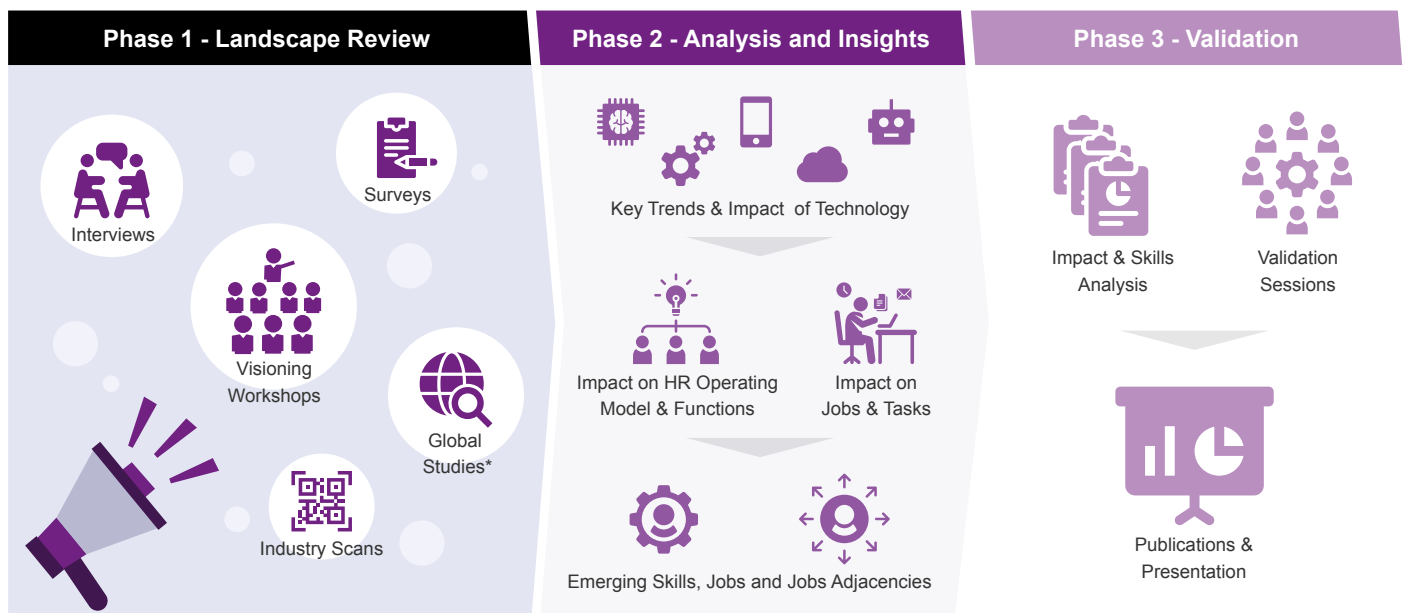 Phase 1 - Landscape Review
Interviews
Surveys
Visioning
Workshops
Global
Studies*
Industry Scans
Phase 2 - Analysis and Insights
Key Trends & Impact of Technology
Impact on HR Operating
Model & Functions
Impact on
Jobs & Tasks
Emerging Skills, Jobs and Jobs Adjacencies
Phase 3 - Validation
Impact & Skills
Analysis
Validation
Sessions
Publications &
Presentation